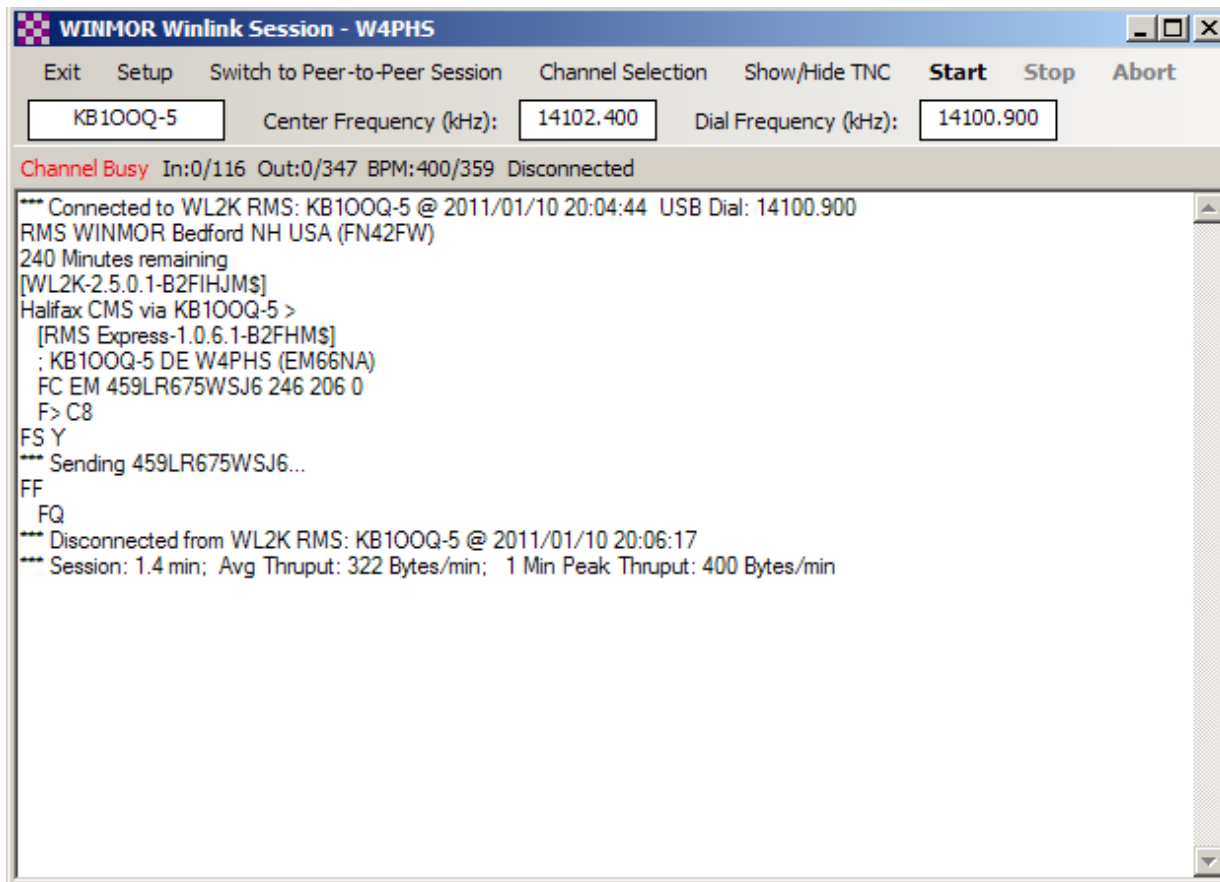 WINMOR Winlink Session - W4PHS
Exit Setup Switch to Peer-to-Peer Session Channel Selection Show/Hide TNC Start Stop Abort
KB1OOQ-5 Center Frequency (kHz): 14102.400 Dial Frequency (kHz): 14100.900
Channel Busy In:0/116 Out:0/347 BPM:400/359 Disconnected
*** Connected to WL2K RMS: KB1OOQ-5 @ 2011/01/10 20:04:44 USB Dial: 14100.900
RMS WINMOR Bedford NH USA (FN42FW)
240 Minutes remaining
[WL2K-2.5.0.1-B2FIHJM$]
Halifax CMS via KB1OOQ-5 >
[RMS Express-1.0.6.1-B2FHM$]
; KB1OOQ-5 DE W4PHS (EM66NA)
FC EM 459LR675WSJ6 246 206 0
F> C8
FS Y
*** Sending 459LR675WSJ6...
FF
FQ
*** Disconnected from WL2K RMS: KB1OOQ-5 @ 2011/01/10 20:06:17
*** Session: 1.4 min; Avg Thruput: 322 Bytes/min; 1 Min Peak Thruput: 400 Bytes/min